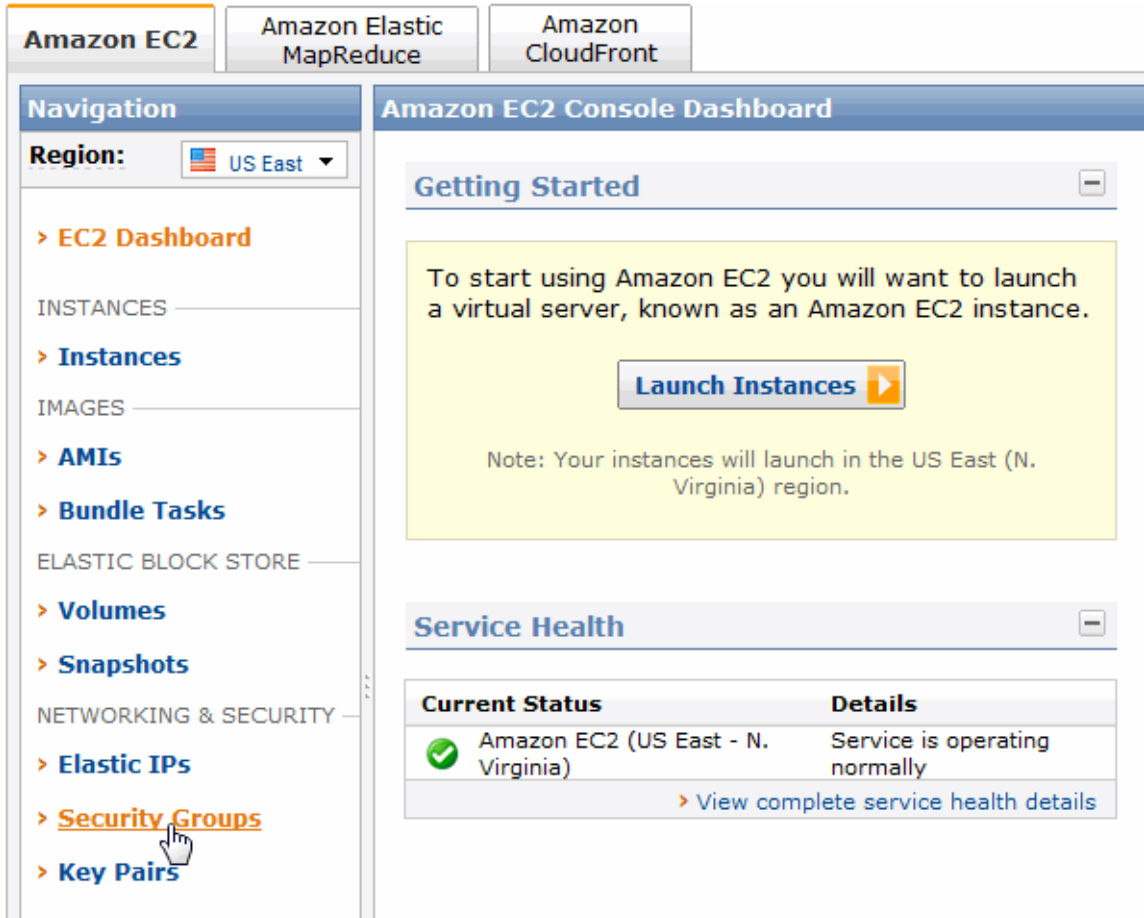 Amazon EC2
Amazon Elastic
MapReduce
Amazon
CloudFront
Navigation
Region:
US East
EC2 Dashboard
INSTANCES
Instances
IMAGES
AMIs
Bundle Tasks
ELASTIC BLOCK STORE
Volumes
Snapshots
NETWORKING & SECURITY
Elastic IPs
Security Groups
Key Pairs
Amazon EC2 Console Dashboard
Getting Started
To start using Amazon EC2 you will want to launch
a virtual server, known as an Amazon EC2 instance.
Launch Instances
Note: Your instances will launch in the US East (N.
Virginia) region.
Service Health
Current Status Details
Amazon EC2 (US East - N. Service is operating
Virginia) normally
View complete service health details